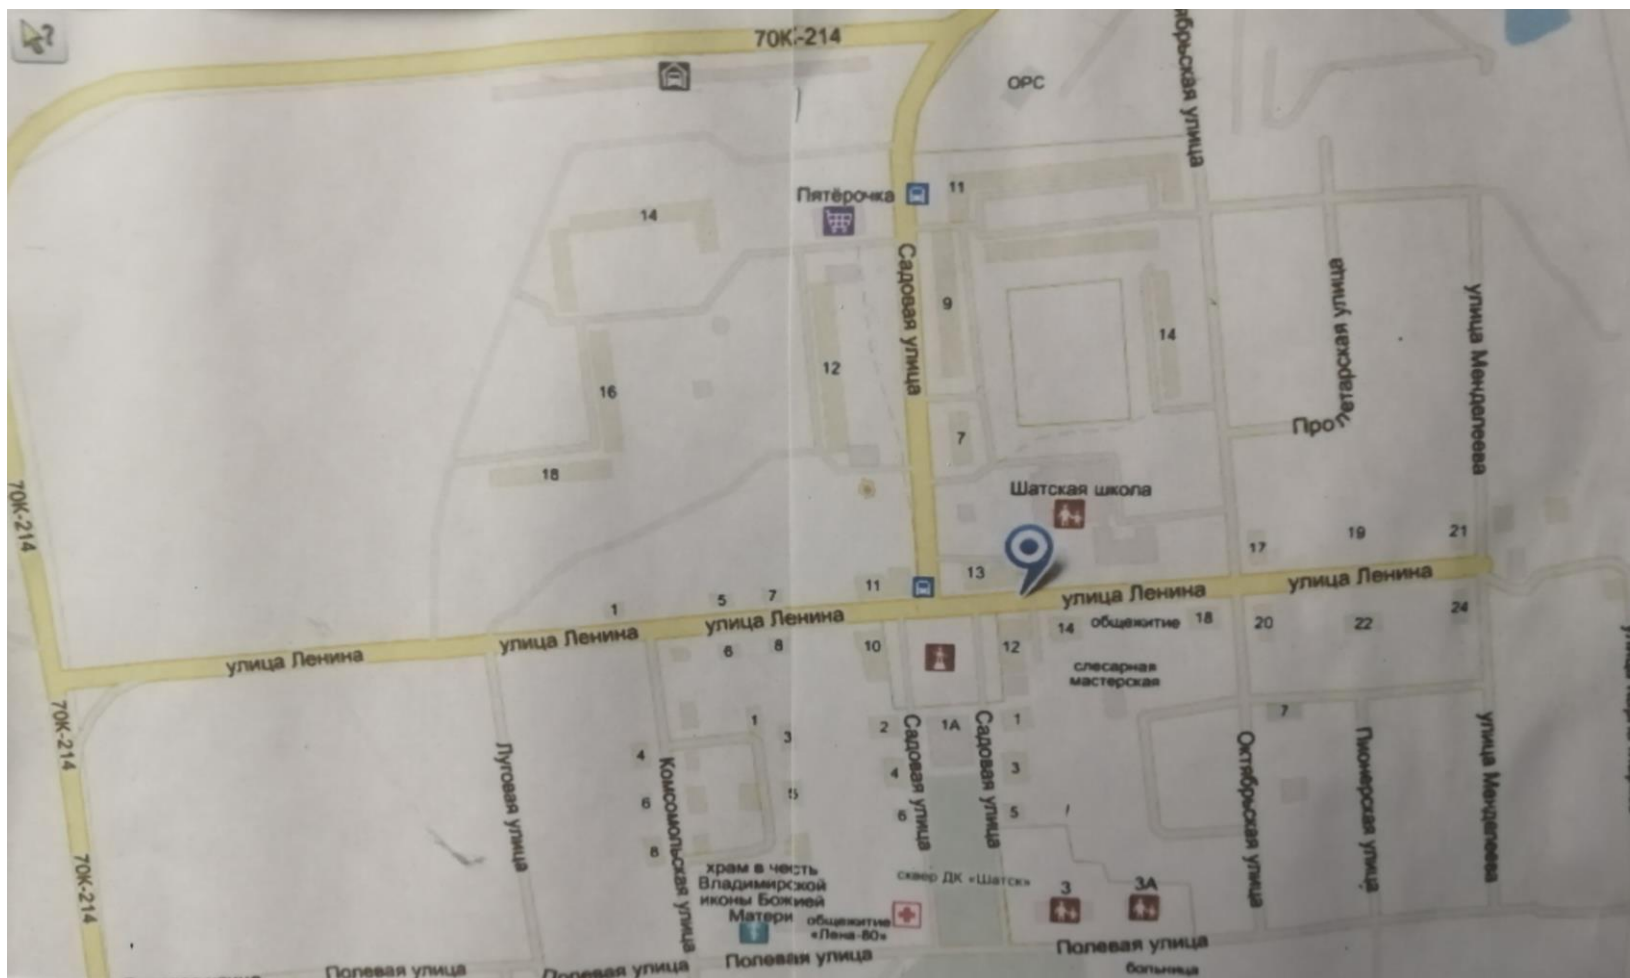 ?
70К-214
ОРС
Октябрьская улица
Пятёрочка
11
14
Садовая улица
9
14
12
16
18
7
Пролетарская улица
улица Менделеева
70К-214
Шатская школа
17
19
21
13
11
1
5
7
улица Ленина
улица Ленина
улица Ленина
улица Ленина
улица Ленина
6
8
10
12
14
общежитие
18
20
22
24
слесарная
мастерская
70К-214
70К-214
Луговая улица
4
6
8
Комсомольская улица
1
3
5
2
4
6
Садовая улица
1А
Садовая улица
1
3
5
7
Октябрьская улица
Пионерская улица
улица Менделеева
храм в честь
Владимирской
иконы Божией
Матери
общежитие
«Лена-80»
сквер ДК «Шатск»
3
3А
Полевая улица
Полевая улица
Полевая улица
Полевая улица
больница